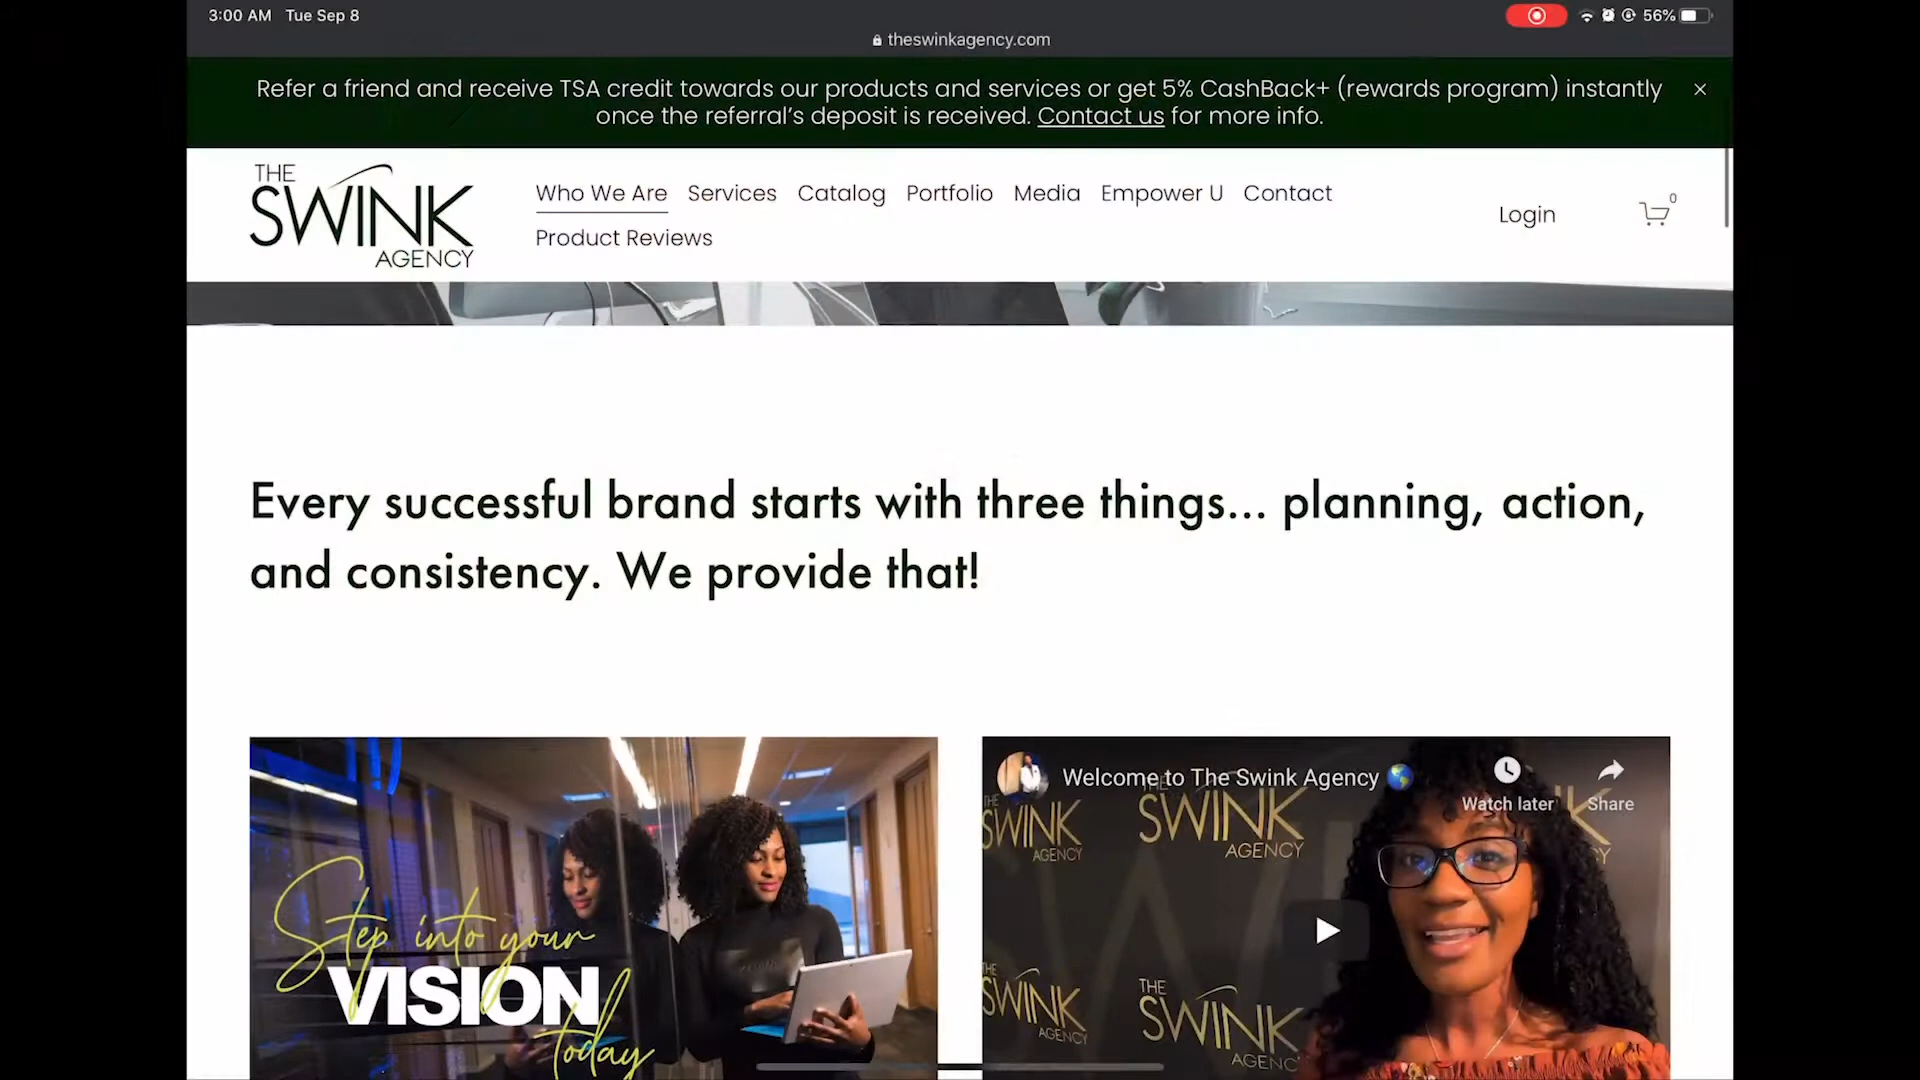 3:00 AM Tue Sep 8
56%
theswinkagency.com
Refer a friend and receive TSA credit towards our products and services or get 5% CashBack+ (rewards program) instantly
once the referral's deposit is received. Contact us for more info.
THE
SWINK
AGENCY
Who We Are Services Catalog Portfolio Media Empower U Contact
Product Reviews
Login
0
Every successful brand starts with three things... planning, action,
and consistency. We provide that!
Step into your
VISION
today
Welcome to The Swink Agency
Watch later
Share
THE
SWINK
AGENCY
THE
SWINK
AGENCY
THE
SWINK
AGENCY
THE
SWINK
AGENC